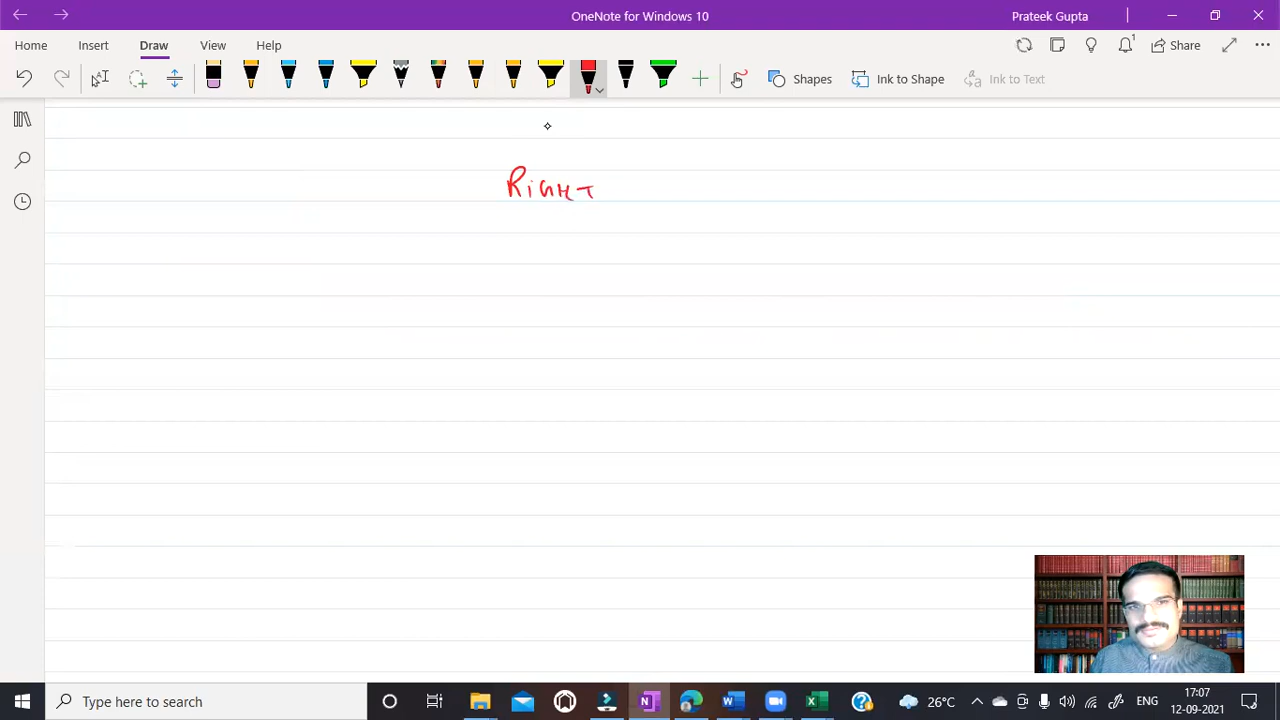 OneNote for Windows 10
Prateek Gupta
Home Insert Draw View Help
1 Share
Shapes Ink to Shape Ink to Text
RiGHT
Type here to search
26°C ENG 17:07
12-09-2021